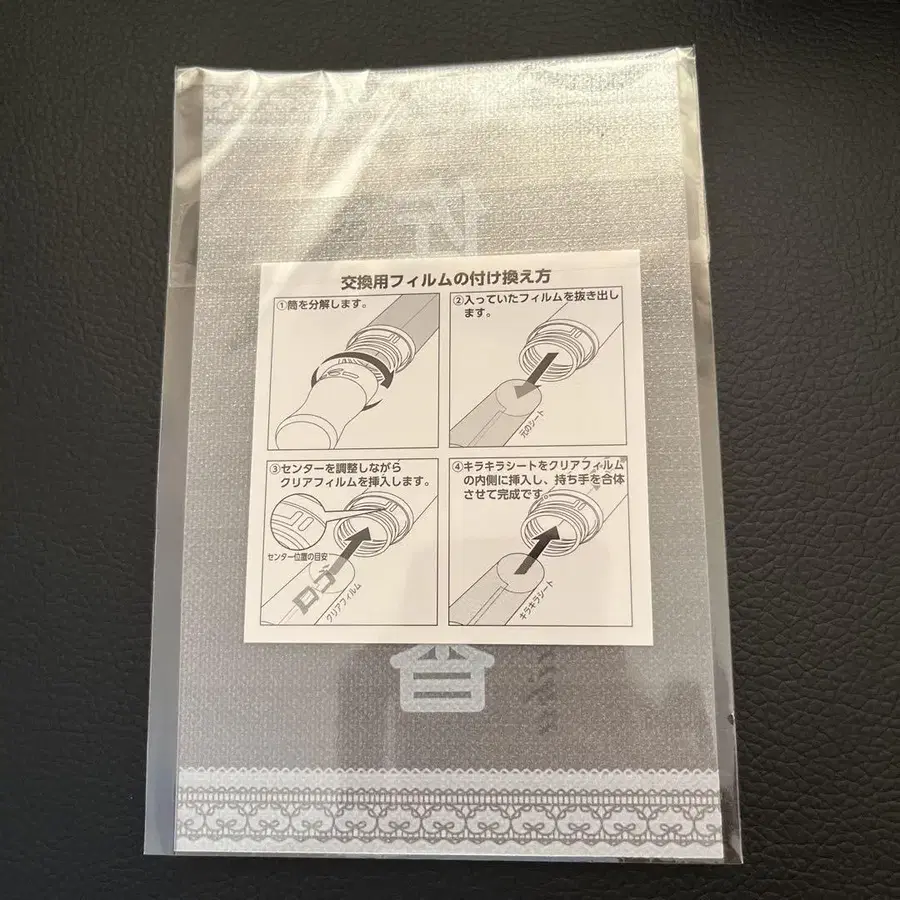 交換用フィルムの付け換え方
①筒を分解します。
②入っていたフィルムを抜き出し
ます。
元のシート
③センターを調整しながら
クリアフィルムを挿入します。
センター位置の目安
ロゴ
クリアフィルム
④キラキラシートをクリアフィルム
の内側に挿入し、持ち手を合体
させて完成です。
キラキラシート